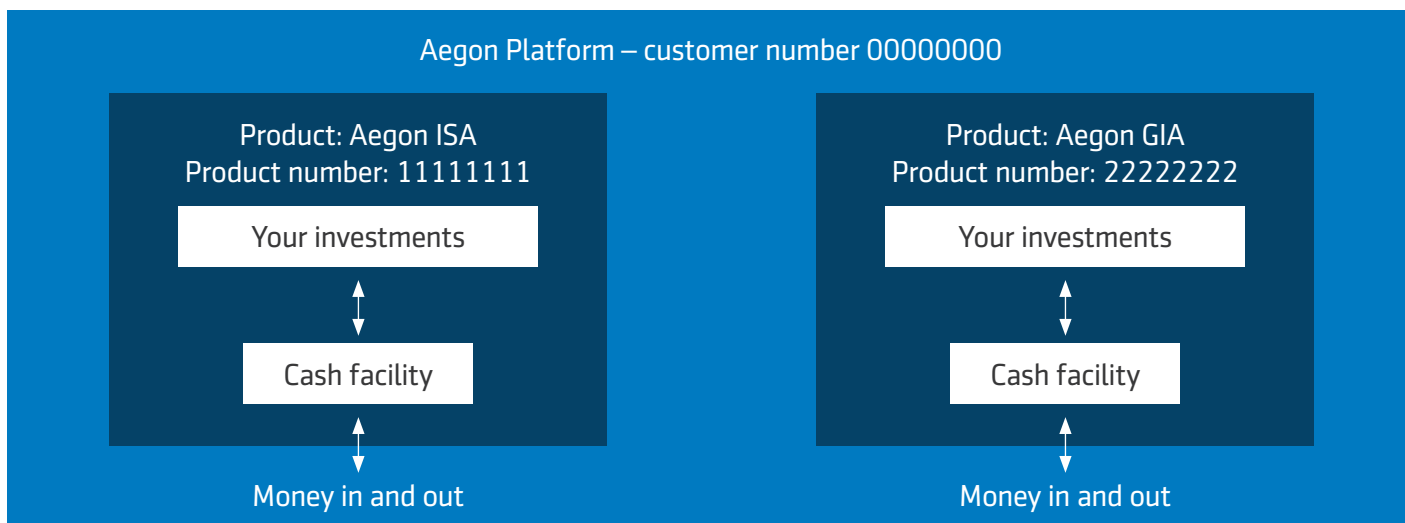 Aegon Platform – customer number 00000000
Product: Aegon ISA
Product number: 11111111
Your investments
Cash facility
Money in and out
Product: Aegon GIA
Product number: 22222222
Your investments
Cash facility
Money in and out